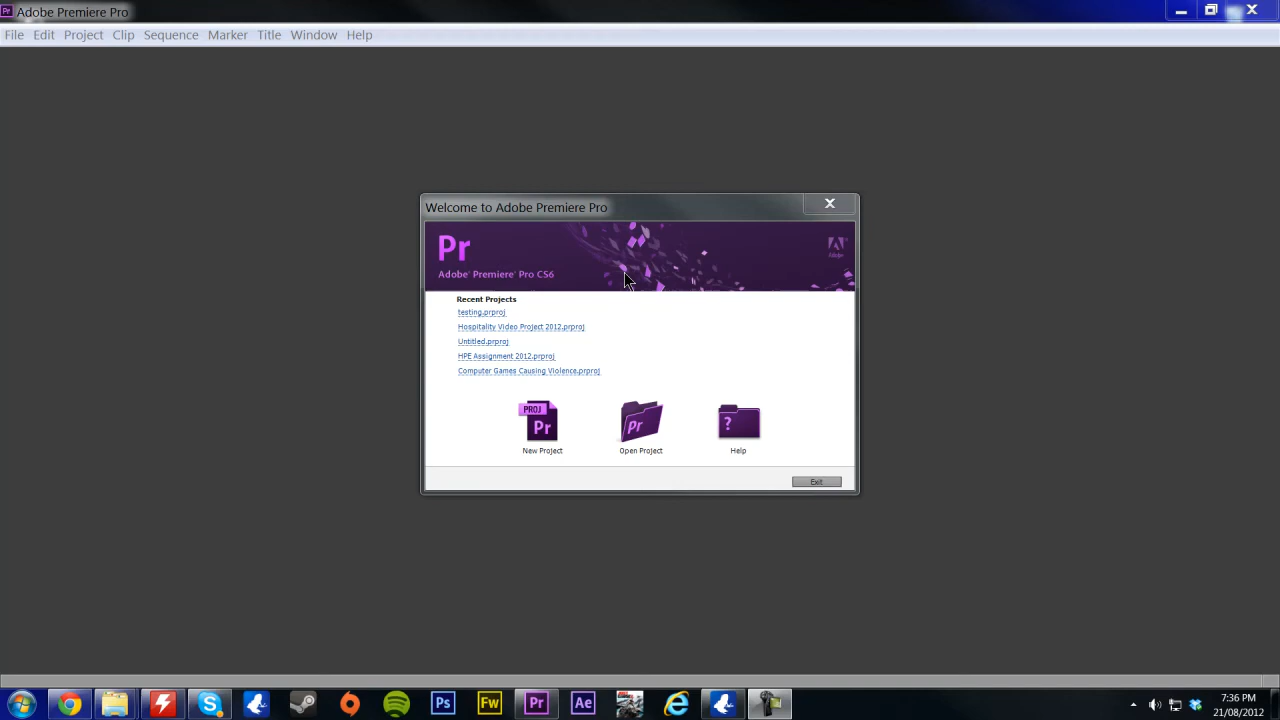 Pr Adobe Premiere Pro
File Edit Project Clip Sequence Marker Title Window Help
Welcome to Adobe Premiere Pro
Pr
Adobe
Adobe® Premiere® Pro CS6
Recent Projects
testing.prproj
Hospitality Video Project 2012.prproj
Untitled.prproj
HPE Assignment 2012.prproj
Computer Games Causing Violence.prproj
PROJ
Pr Pr ?
New Project Open Project Help
Exit
S Ps Fw Pr Ae
7:36 PM
21/08/2012